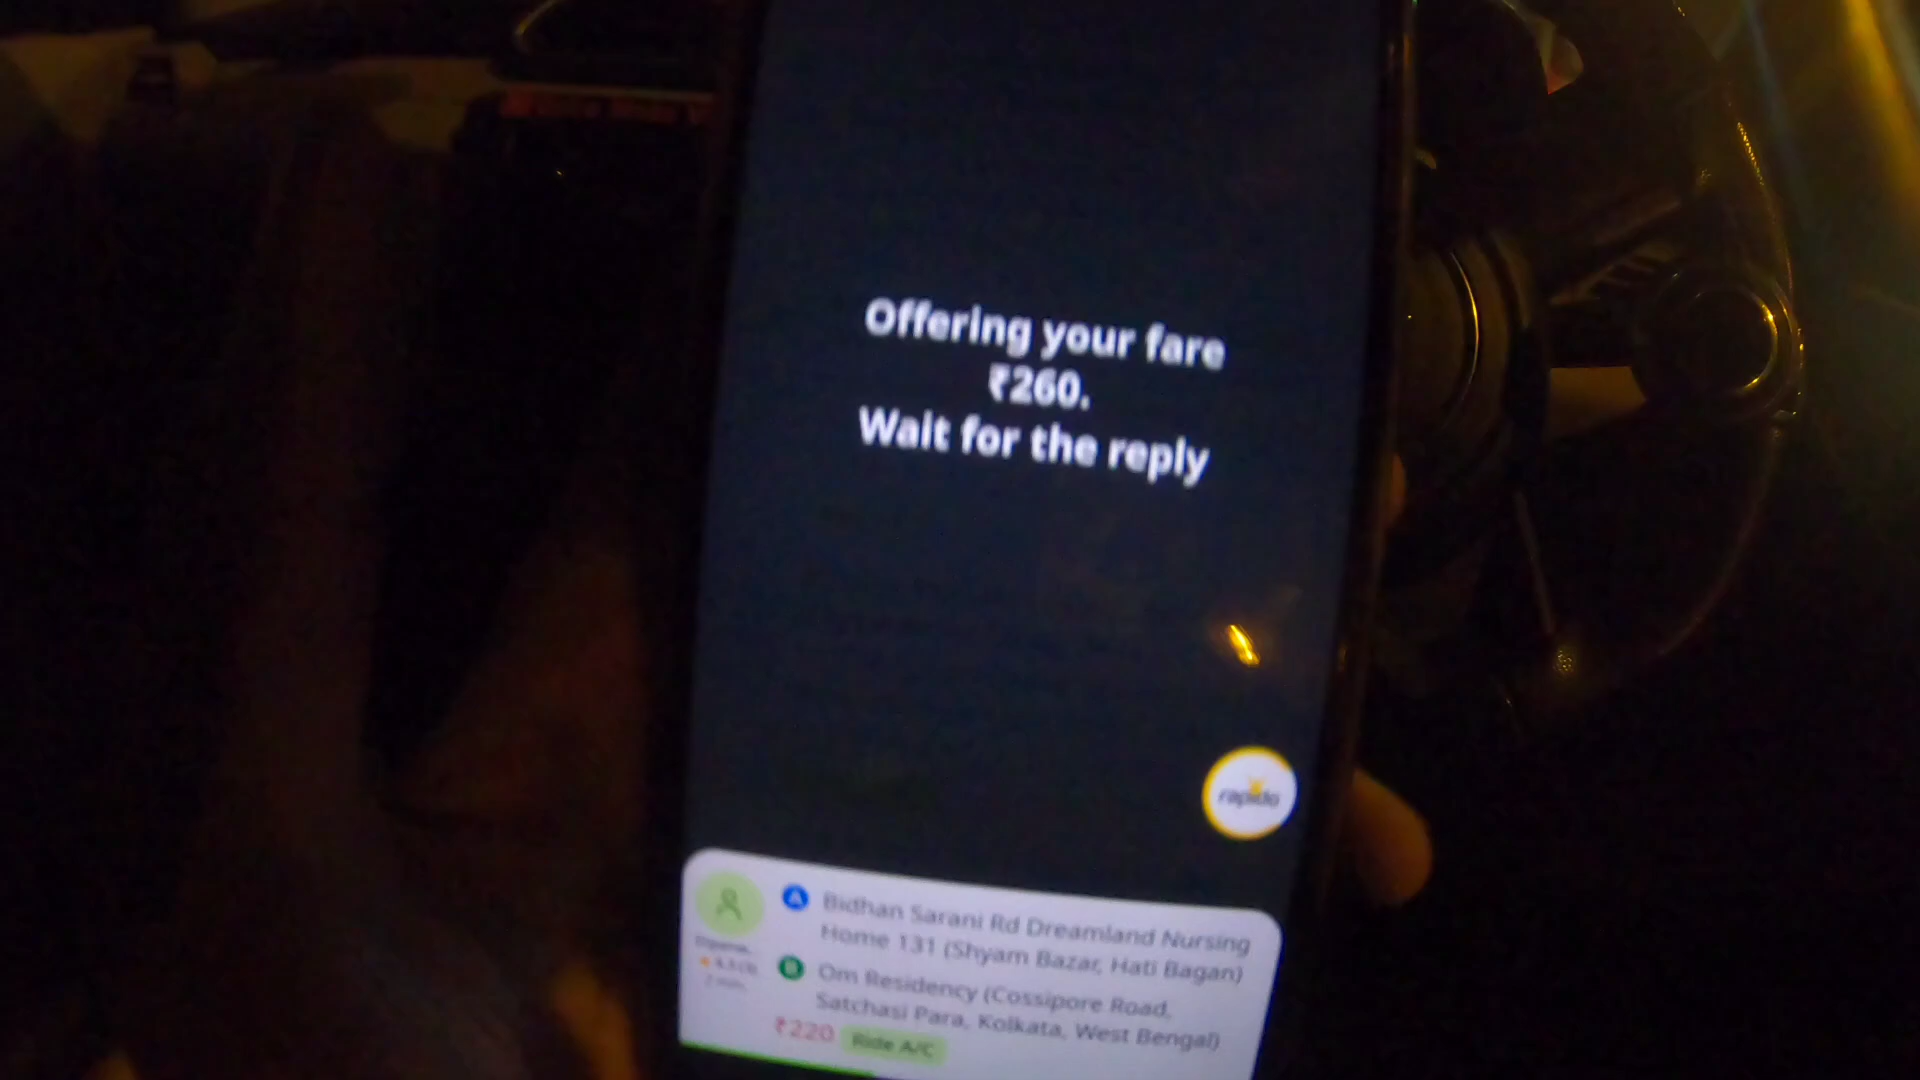 Offering your fare
₹260.
Wait for the reply
rapido
A Bidhan Sarani Rd Dreamland Nursing
Home 131 (Shyam Bazar, Hati Bagan)
B Om Residency (Cossipore Road,
Satchasi Para, Kolkata, West Bengal)
₹220 Ride A/C